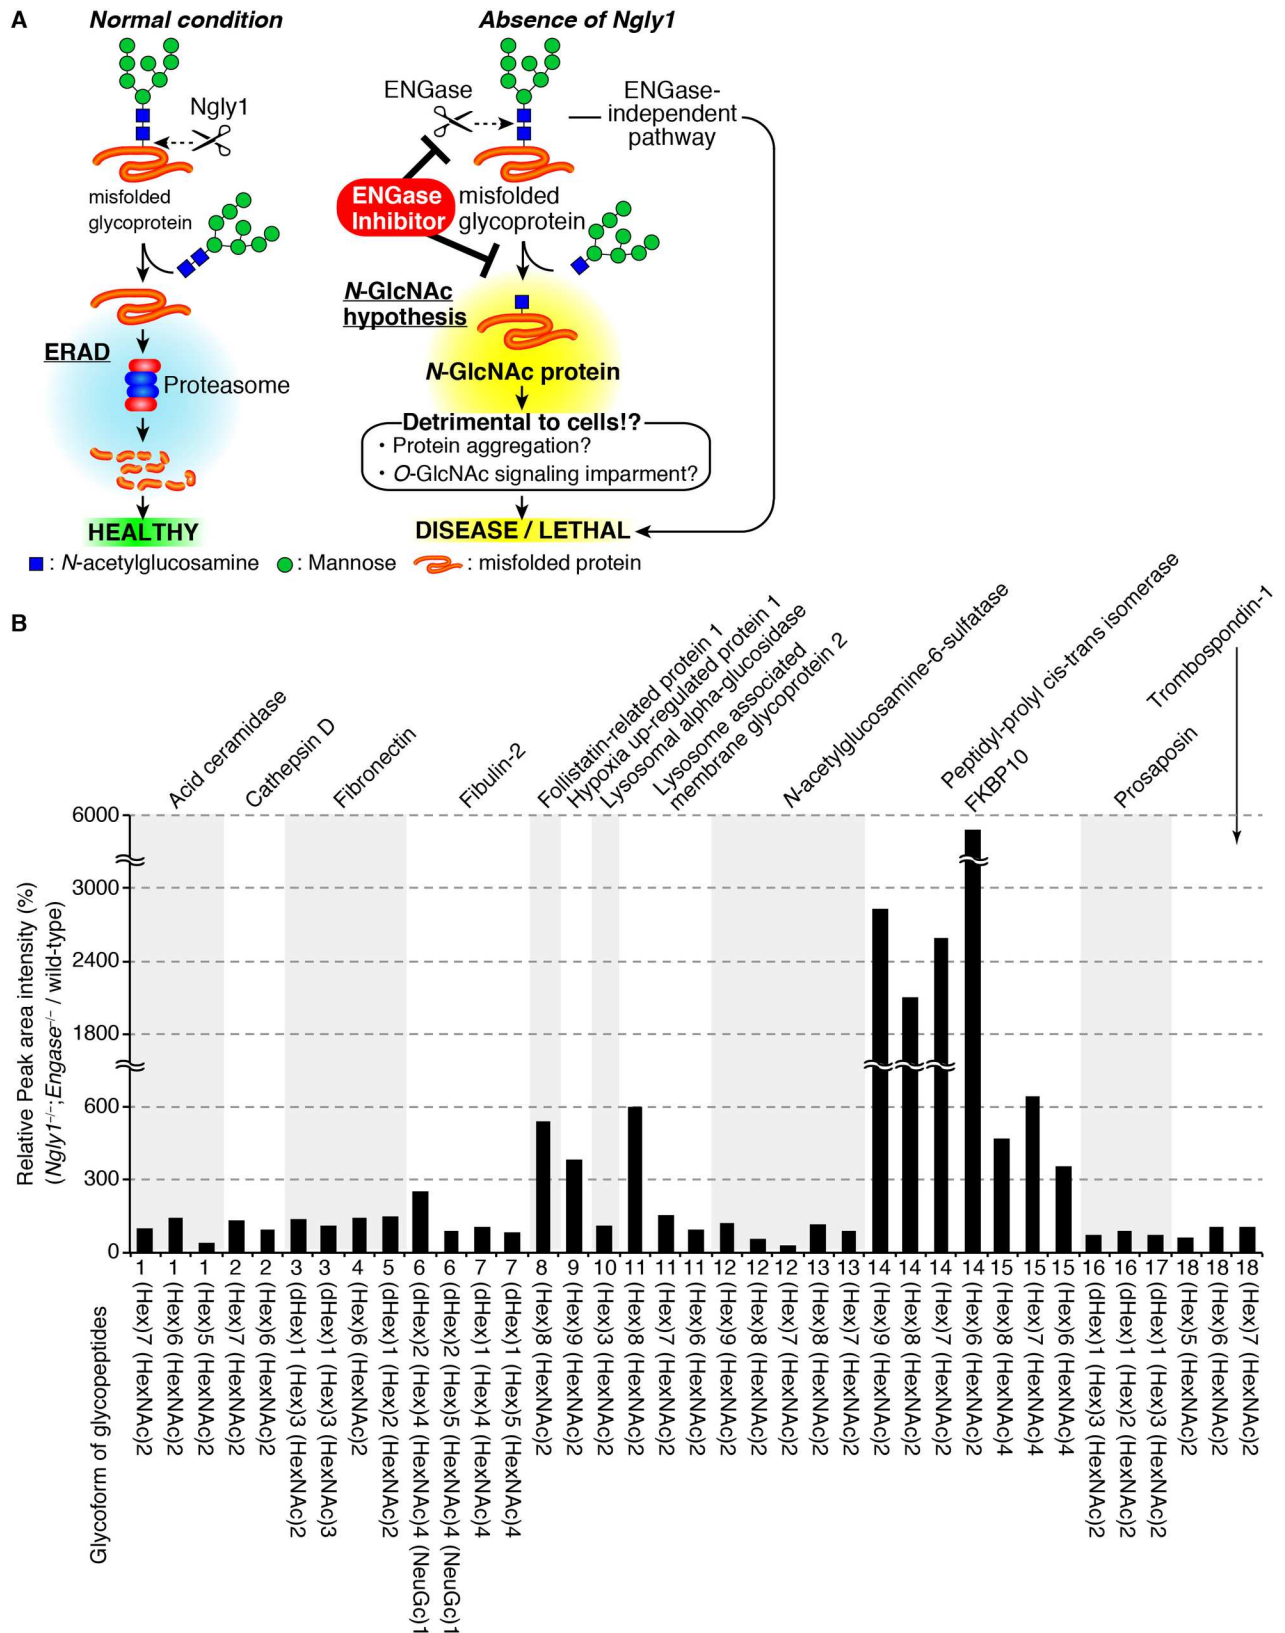 A
Normal condition
Absence of Ngly1
Ngly1
misfolded
glycoprotein
ERAD
Proteasome
HEALTHY
ENGase
ENGase-
independent
pathway
ENGase
Inhibitor
misfolded
glycoprotein
N-GlcNAc
hypothesis
N-GlcNAc protein
Detrimental to cells!?
• Protein aggregation?
• O-GlcNAc signaling imparment?
DISEASE / LETHAL
: N-acetylglucosamine
: Mannose
: misfolded protein
B
Acid ceramidase
Cathepsin D
Fibronectin
Fibulin-2
Follistatin-related protein 1
Hypoxia up-regulated protein 1
Lysosomal alpha-glucosidase
Lysosome associated
membrane glycoprotein 2
N-acetylglucosamine-6-sulfatase
Peptidyl-prolyl cis-trans isomerase
FKBP10
Prosaposin
Trombospondin-1
Relative Peak area intensity (%)
(Ngly1−/−;Engase−/− / wild-type)
6000
3000
2400
1800
600
300
0
Glycoform of glycopeptides
1 (Hex)7 (HexNAc)2
1 (Hex)6 (HexNAc)2
1 (Hex)5 (HexNAc)2
2 (Hex)7 (HexNAc)2
2 (Hex)6 (HexNAc)2
3 (dHex)1 (Hex)3 (HexNAc)2
3 (dHex)1 (Hex)3 (HexNAc)3
4 (Hex)6 (HexNAc)2
5 (dHex)1 (Hex)2 (HexNAc)2
6 (dHex)2 (Hex)4 (HexNAc)4 (NeuGc)1
6 (dHex)2 (Hex)5 (HexNAc)4 (NeuGc)1
7 (dHex)1 (Hex)4 (HexNAc)4
7 (dHex)1 (Hex)5 (HexNAc)4
8 (Hex)8 (HexNAc)2
9 (Hex)9 (HexNAc)2
10 (Hex)3 (HexNAc)2
11 (Hex)8 (HexNAc)2
11 (Hex)7 (HexNAc)2
11 (Hex)6 (HexNAc)2
12 (Hex)9 (HexNAc)2
12 (Hex)8 (HexNAc)2
12 (Hex)7 (HexNAc)2
13 (Hex)8 (HexNAc)2
13 (Hex)7 (HexNAc)2
14 (Hex)9 (HexNAc)2
14 (Hex)8 (HexNAc)2
14 (Hex)7 (HexNAc)2
14 (Hex)6 (HexNAc)2
15 (Hex)8 (HexNAc)4
15 (Hex)7 (HexNAc)4
15 (Hex)6 (HexNAc)4
16 (dHex)1 (Hex)3 (HexNAc)2
16 (dHex)1 (Hex)2 (HexNAc)2
17 (dHex)1 (Hex)3 (HexNAc)2
18 (Hex)5 (HexNAc)2
18 (Hex)6 (HexNAc)2
18 (Hex)7 (HexNAc)2